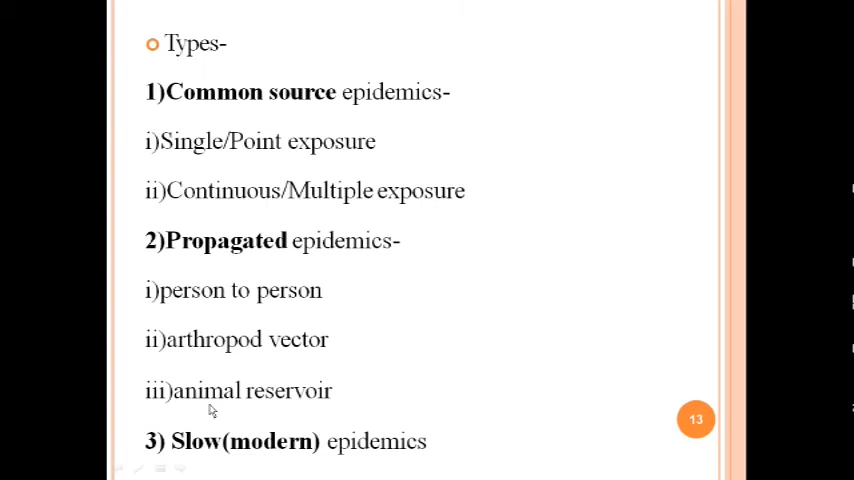 Types-
1)Common source epidemics-
i)Single/Point exposure
ii)Continuous/Multiple exposure
2)Propagated epidemics-
i)person to person
ii)arthropod vector
iii)animal reservoir
3) Slow(modern) epidemics
13